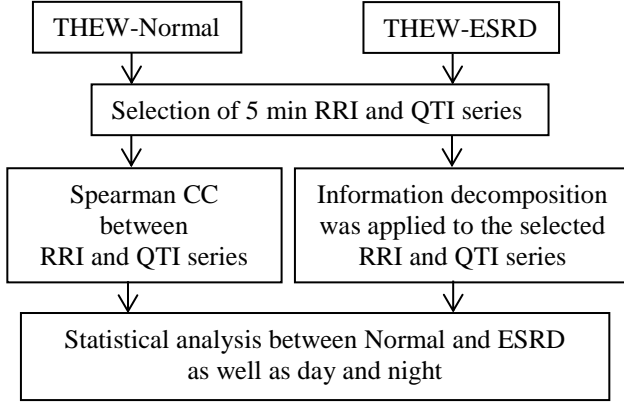 THEW-Normal
THEW-ESRD
Selection of 5 min RRI and QTI series
Spearman CC
between
RRI and QTI series
Information decomposition
was applied to the selected
RRI and QTI series
Statistical analysis between Normal and ESRD
as well as day and night